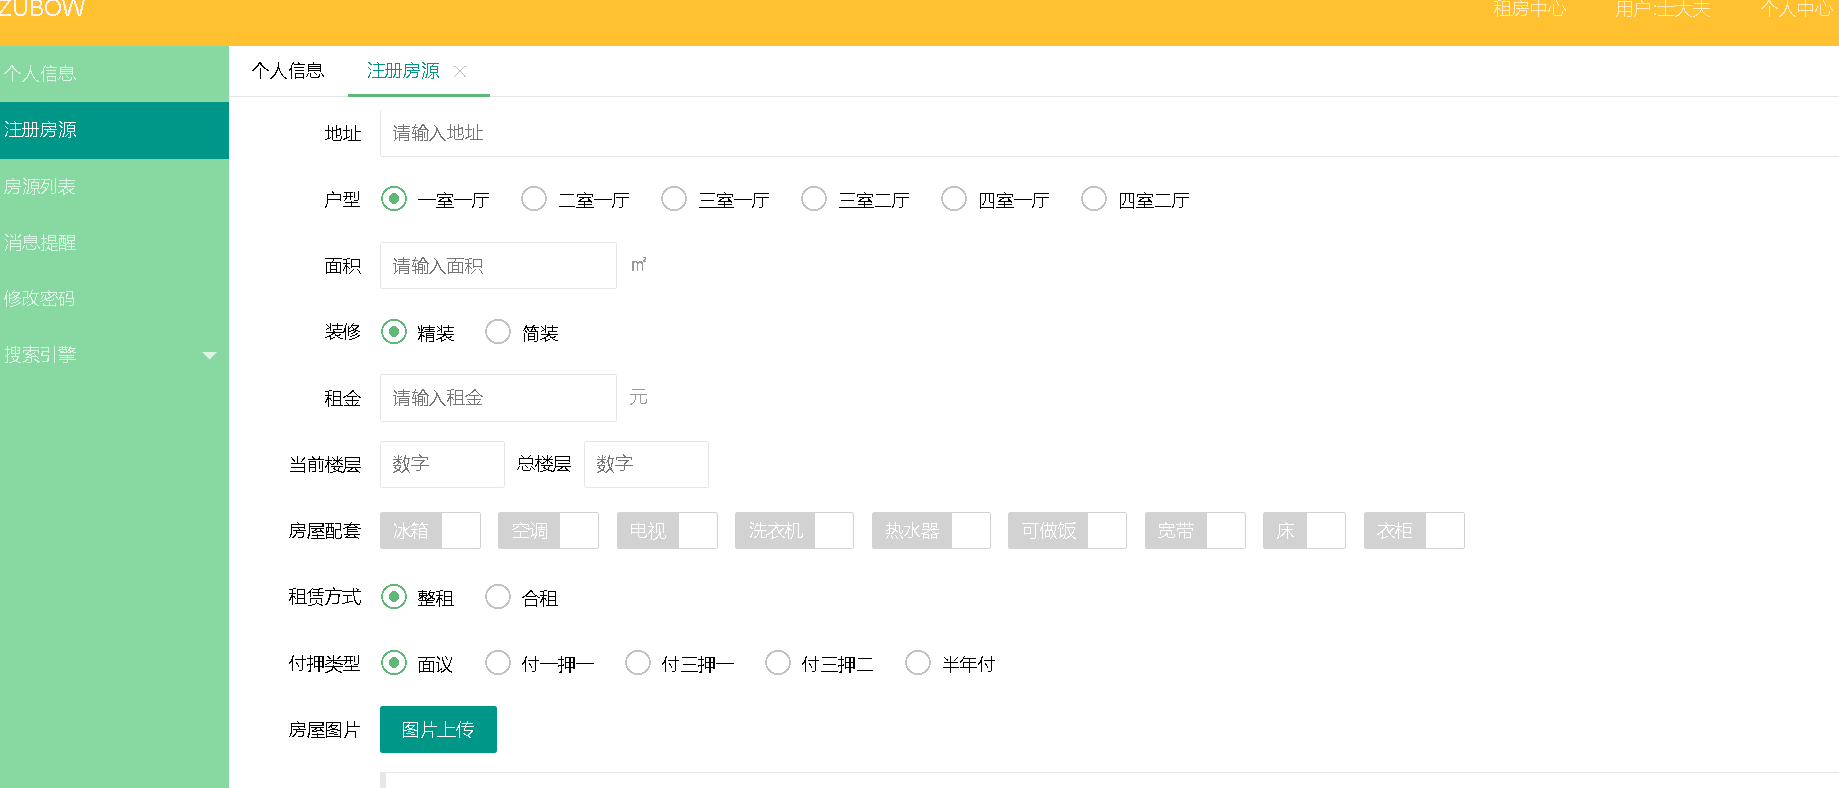 ZUBOW 租房中心 用户:士大夫 个人中心
个人信息
注册房源
房源列表
消息提醒
修改密码
搜索引擎
个人信息 注册房源
地址 请输入地址
户型 一室一厅 二室一厅 三室一厅 三室二厅 四室一厅 四室二厅
面积 请输入面积 ㎡
装修 精装 简装
租金 请输入租金 元
当前楼层 数字 总楼层 数字
房屋配套 冰箱 空调 电视 洗衣机 热水器 可做饭 宽带 床 衣柜
租赁方式 整租 合租
付押类型 面议 付一押一 付三押一 付三押二 半年付
房屋图片 图片上传